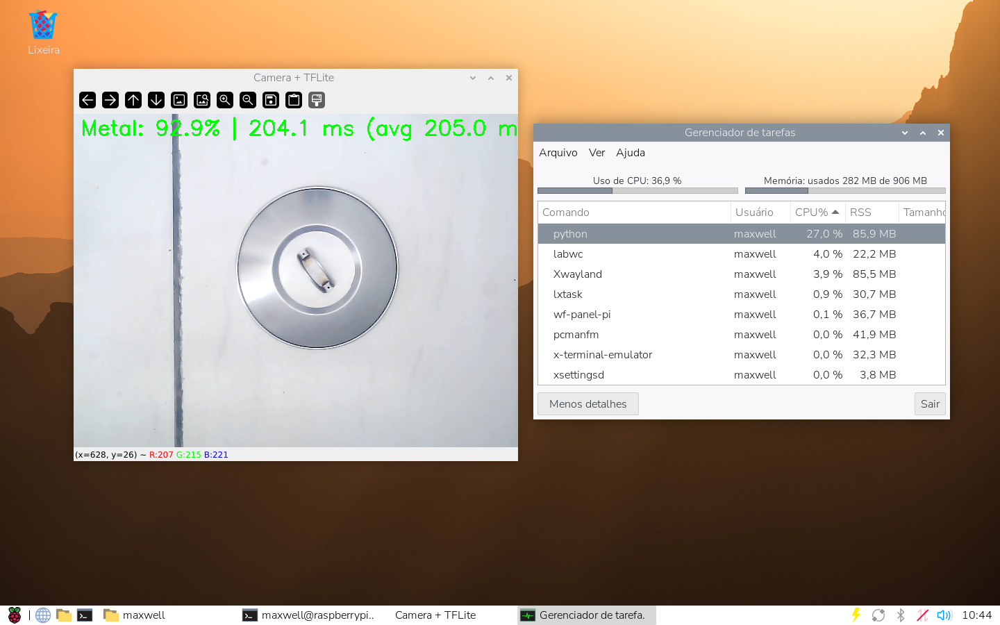 Lixeira
Camera + TFLite
Metal: 92.9% | 204.1 ms (avg 205.0 m
(x=628, y=26) ~ R:207 G:215 B:221
Gerenciador de tarefas
Arquivo Ver Ajuda
Uso de CPU: 36,9 % Memória: usados 282 MB de 906 MB
Comando Usuário CPU% RSS Tamanho
python maxwell 27,0 % 85,9 MB
labwc maxwell 4,0 % 22,2 MB
Xwayland maxwell 3,9 % 85,5 MB
lxtask maxwell 0,9 % 30,7 MB
wf-panel-pi maxwell 0,1 % 36,7 MB
pcmanfm maxwell 0,0 % 41,9 MB
x-terminal-emulator maxwell 0,0 % 32,3 MB
xsettingsd maxwell 0,0 % 3,8 MB
Menos detalhes Sair
maxwell maxwell@raspberrypi.. Camera + TFLite Gerenciador de tarefa. 10:44